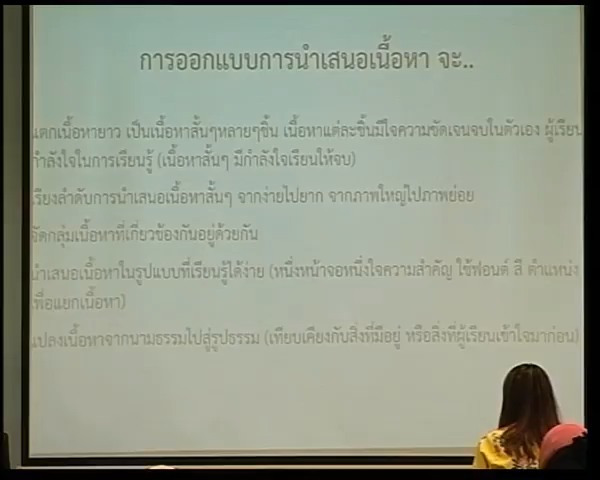 การออกแบบการนำเสนอเนื้อหา จะ..
แตกเนื้อหายาว เป็นเนื้อหาสั้นๆหลายๆชิ้น เนื้อหาแต่ละชิ้นมีใจความชัดเจนจบในตัวเอง ผู้เรียน
กำลังใจในการเรียนรู้ (เนื้อหาสั้นๆ มีกำลังใจเรียนให้จบ)
เรียงลำดับการนำเสนอเนื้อหาสั้นๆ จากง่ายไปยาก จากภาพใหญ่ไปภาพย่อย
จัดกลุ่มเนื้อหาที่เกี่ยวข้องกันอยู่ด้วยกัน
นำเสนอเนื้อหาในรูปแบบที่เรียนรู้ได้ง่าย (หนึ่งหน้าจอหนึ่งใจความสำคัญ ใช้ฟอนต์ สี ตำแหน่ง
เพื่อแยกเนื้อหา)
แปลงเนื้อหาจากนามธรรมไปสู่รูปธรรม (เทียบเคียงกับสิ่งที่มีอยู่ หรือสิ่งที่ผู้เรียนเข้าใจมาก่อน)